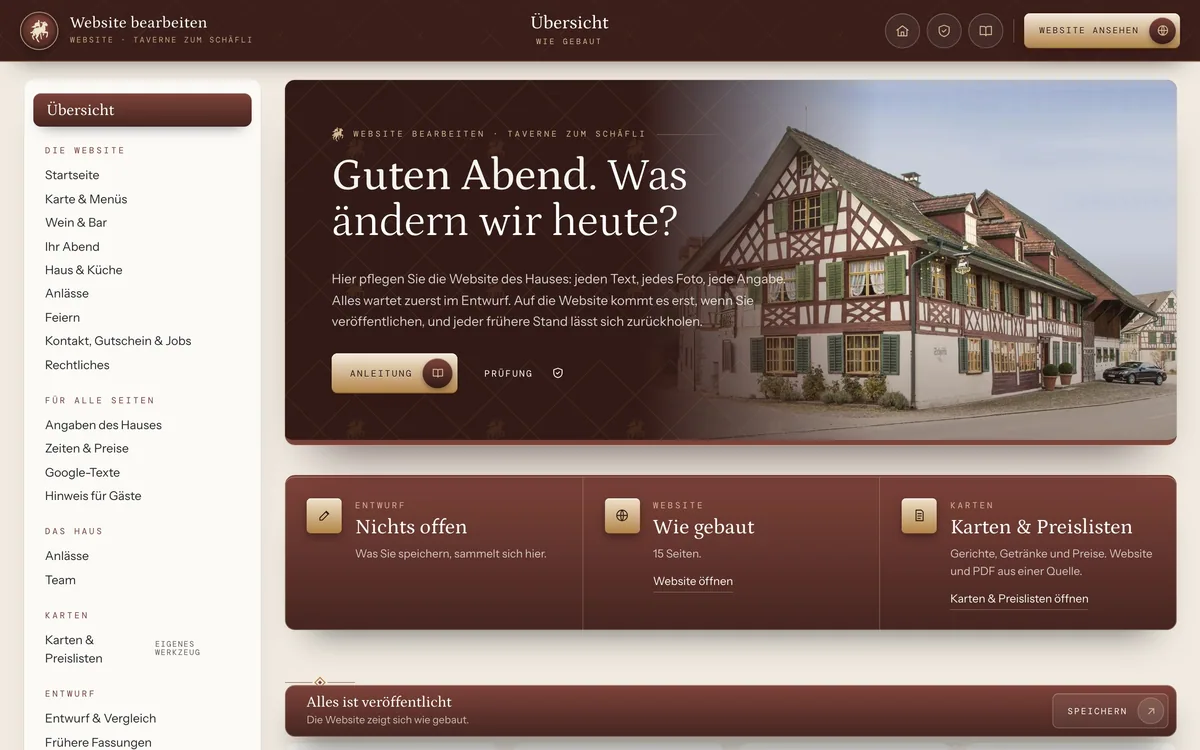 Website bearbeiten
WEBSITE · TAVERNE ZUM SCHÄFLI
Übersicht
WIE GEBAUT
WEBSITE ANSEHEN
Übersicht
DIE WEBSITE
Startseite
Karte & Menüs
Wein & Bar
Ihr Abend
Haus & Küche
Anlässe
Feiern
Kontakt, Gutschein & Jobs
Rechtliches
FÜR ALLE SEITEN
Angaben des Hauses
Zeiten & Preise
Google-Texte
Hinweis für Gäste
DAS HAUS
Anlässe
Team
KARTEN
Karten &
Preislisten
EIGENES
WERKZEUG
ENTWURF
Entwurf & Vergleich
Frühere Fassungen
WEBSITE BEARBEITEN · TAVERNE ZUM SCHÄFLI
Guten Abend. Was
ändern wir heute?
Hier pflegen Sie die Website des Hauses: jeden Text, jedes Foto, jede Angabe.
Alles wartet zuerst im Entwurf. Auf die Website kommt es erst, wenn Sie
veröffentlichen, und jeder frühere Stand lässt sich zurückholen.
ANLEITUNG
PRÜFUNG
ENTWURF
Nichts offen
Was Sie speichern, sammelt sich hier.
WEBSITE
Wie gebaut
15 Seiten.
Website öffnen
KARTEN
Karten & Preislisten
Gerichte, Getränke und Preise. Website
und PDF aus einer Quelle.
Karten & Preislisten öffnen
Alles ist veröffentlicht
Die Website zeigt sich wie gebaut.
SPEICHERN